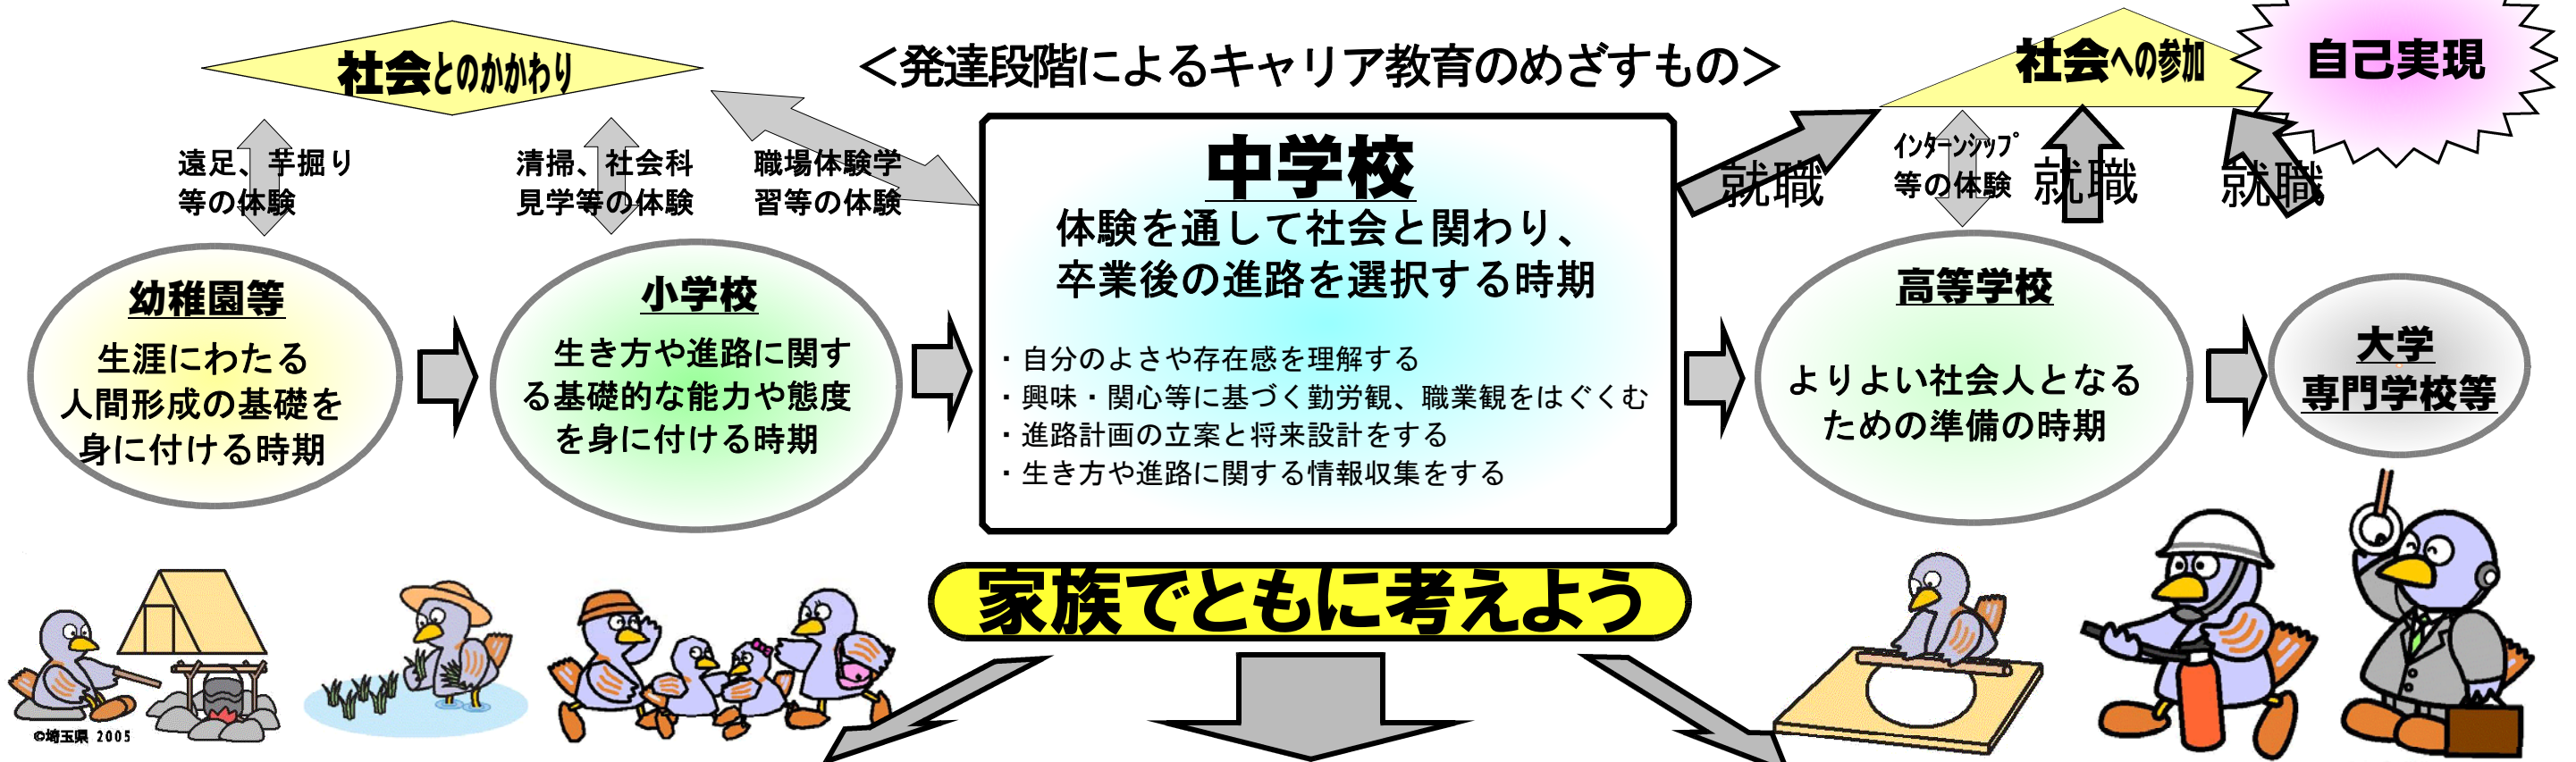 社会とのかかわり
＜発達段階によるキャリア教育のめざすもの＞
社会への参加
自己実現
遠足、芋掘り
等の体験
清掃、社会科
見学等の体験
職場体験学
習等の体験
就職
インターンシップ
等の体験
就職
就職
幼稚園等
生涯にわたる
人間形成の基礎を
身に付ける時期
小学校
生き方や進路に関す
る基礎的な能力や態度
を身に付ける時期
中学校
体験を通して社会と関わり、
卒業後の進路を選択する時期
・自分のよさや存在感を理解する
・興味・関心等に基づく勤労観、職業観をはぐくむ
・進路計画の立案と将来設計をする
・生き方や進路に関する情報収集をする
高等学校
よりよい社会人となる
ための準備の時期
大学
専門学校等
家族でともに考えよう
©埼玉県 2005